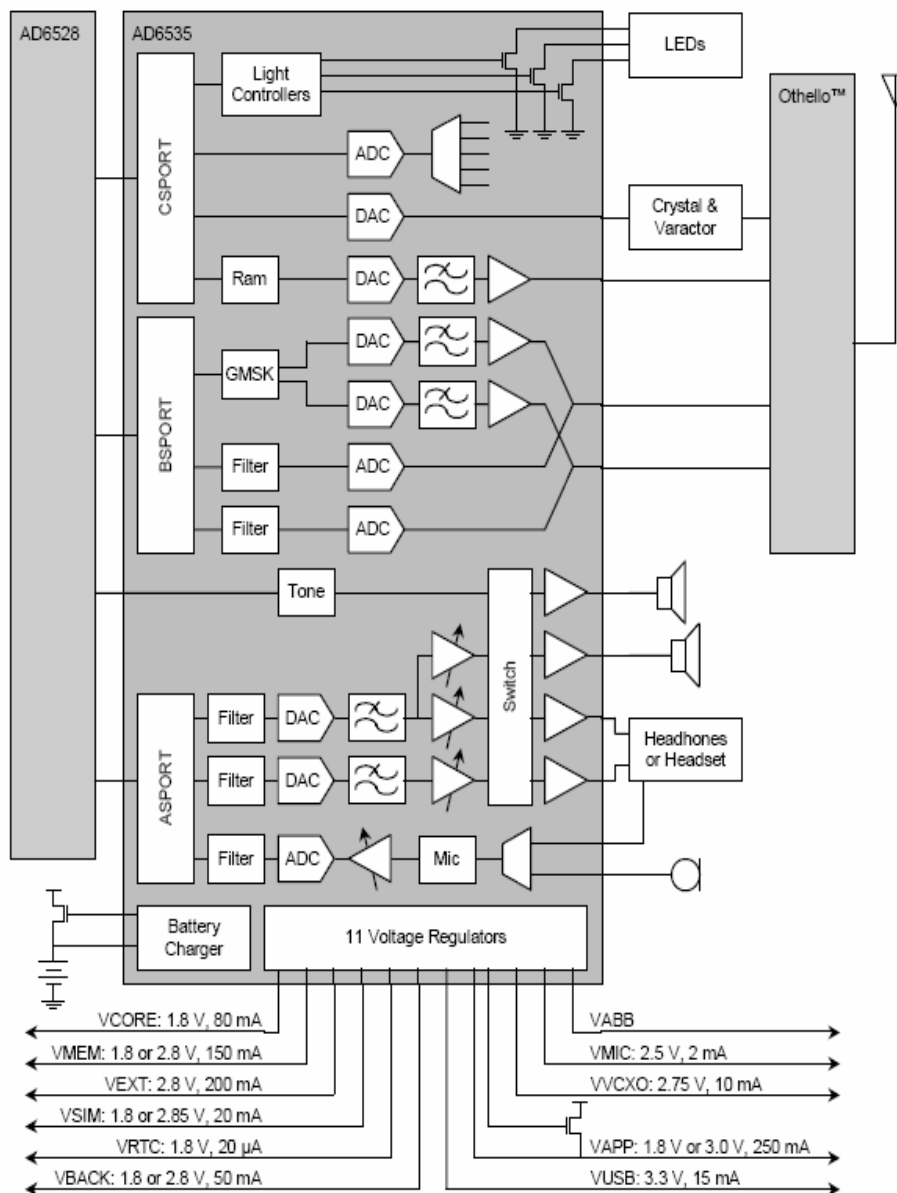 AD6528
AD6535
LEDs
Light
Controllers
Othello™
CSPORT
ADC
DAC
Crystal &
Varactor
Ram
DAC
DAC
GMSK
DAC
BSPORT
Filter
ADC
Filter
ADC
Tone
Switch
Filter
DAC
Headphones
or Headset
ASPORT
Filter
DAC
Filter
ADC
Mic
Battery
Charger
11 Voltage Regulators
VCORE: 1.8 V, 80 mA
VABB
VMEM: 1.8 or 2.8 V, 150 mA
VMIC: 2.5 V, 2 mA
VEXT: 2.8 V, 200 mA
VVCXO: 2.75 V, 10 mA
VSIM: 1.8 or 2.85 V, 20 mA
VRTC: 1.8 V, 20 µA
VAPP: 1.8 V or 3.0 V, 250 mA
VBACK: 1.8 or 2.8 V, 50 mA
VUSB: 3.3 V, 15 mA